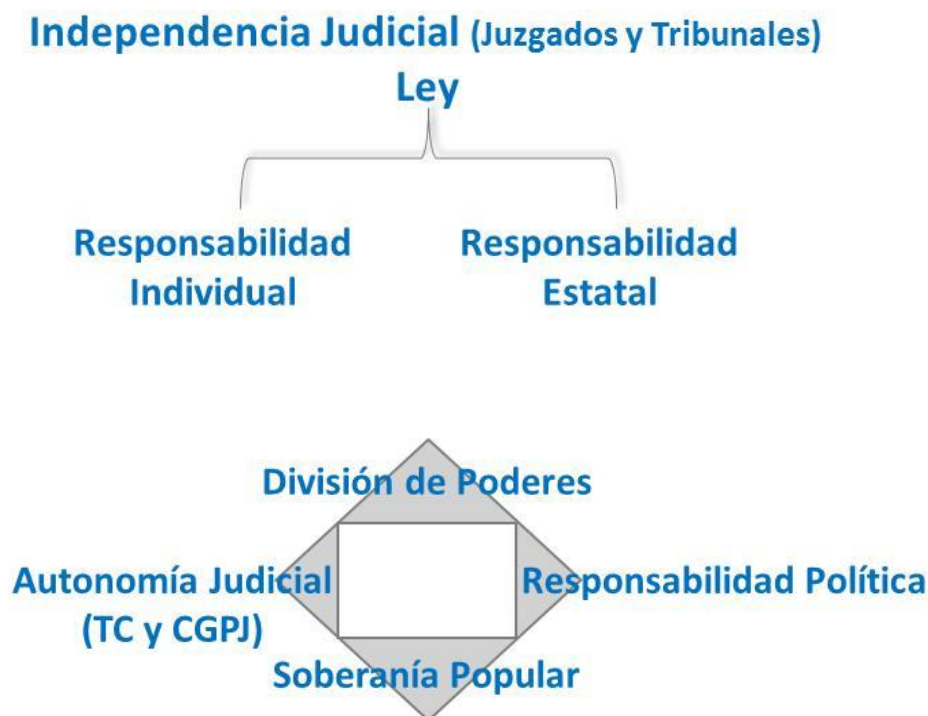 Independencia Judicial (Juzgados y Tribunales)
Ley
Responsabilidad
Individual
Responsabilidad
Estatal
División de Poderes
Autonomía Judicial
(TC y CGPJ)
Responsabilidad Política
Soberanía Popular